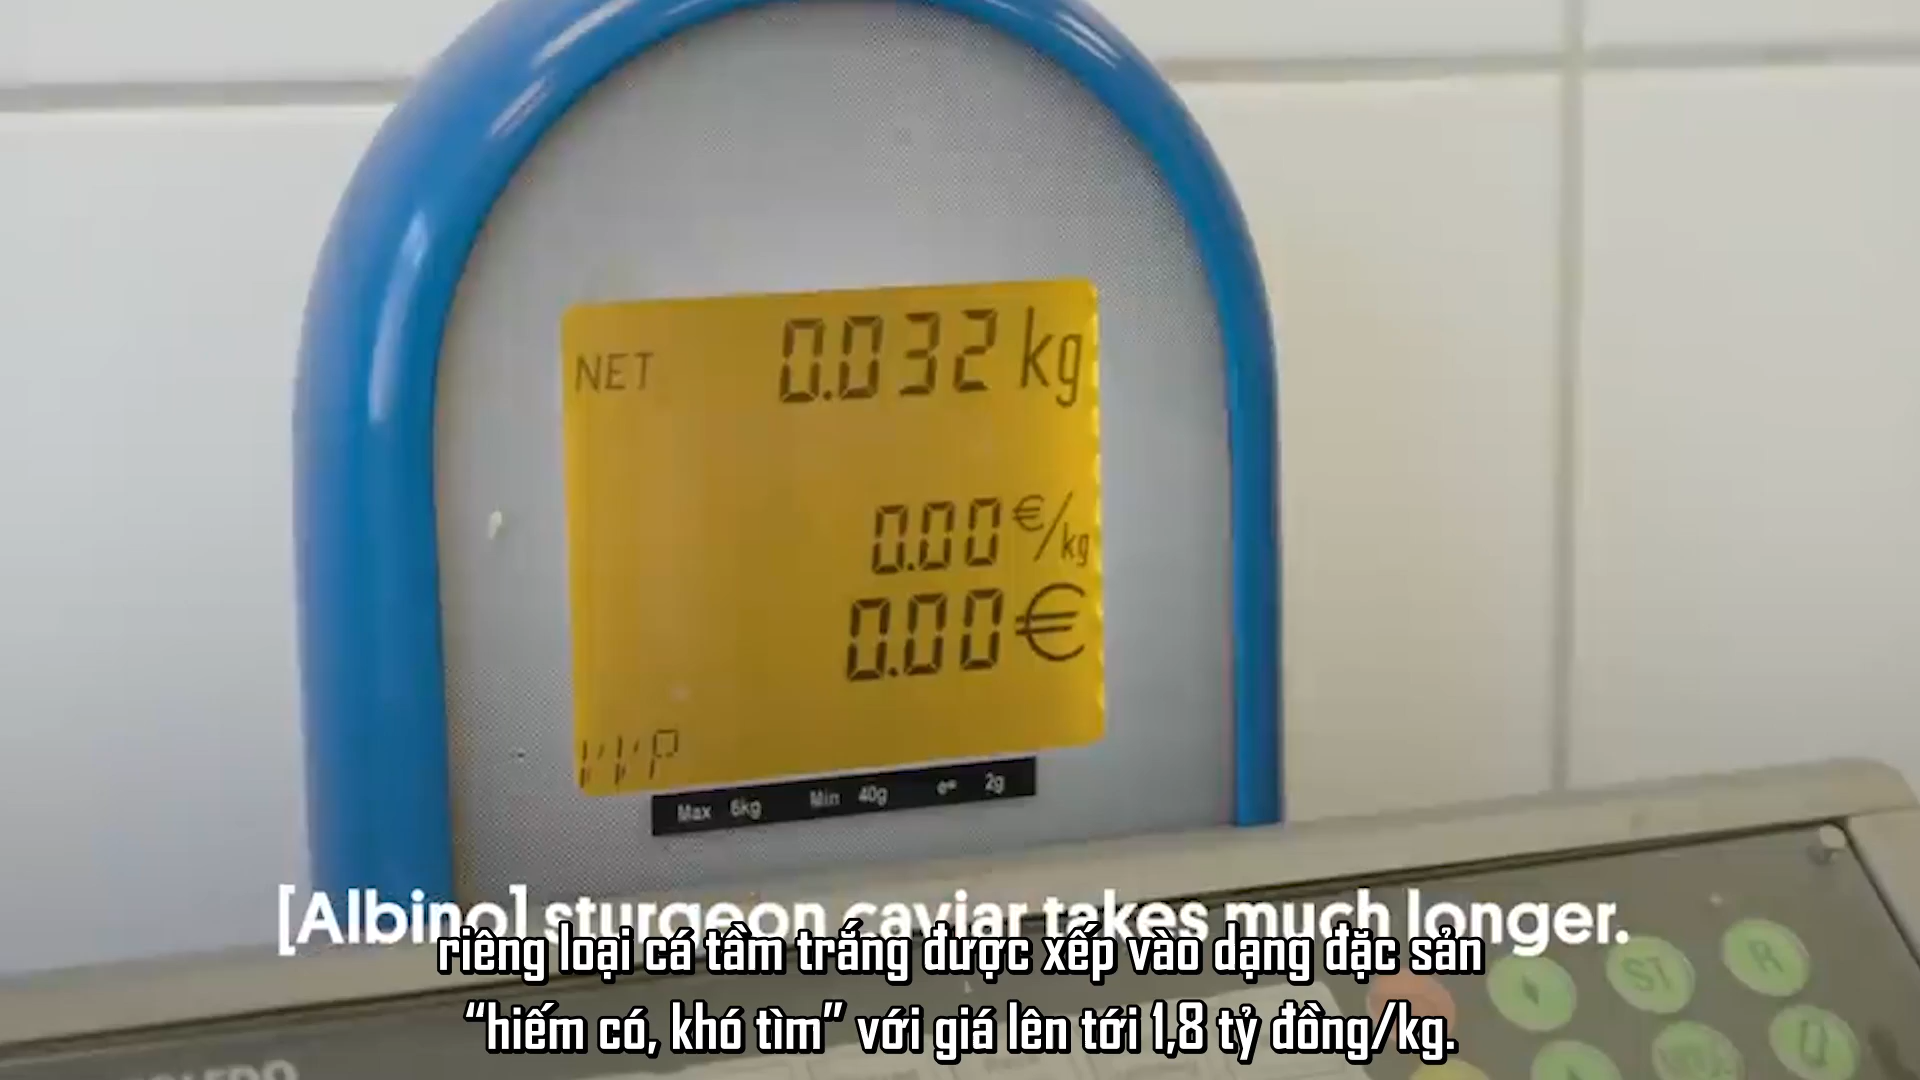 NET 0.032 kg
0.00 €/kg
0.00 €
Max 6kg Min 40g e= 2g
[Albino] sturgeon caviar takes much longer.
riêng loại cá tầm trắng được xếp vào dạng đặc sản
“hiếm có, khó tìm” với giá lên tới 1,8 tỷ đồng/kg.
ST
R